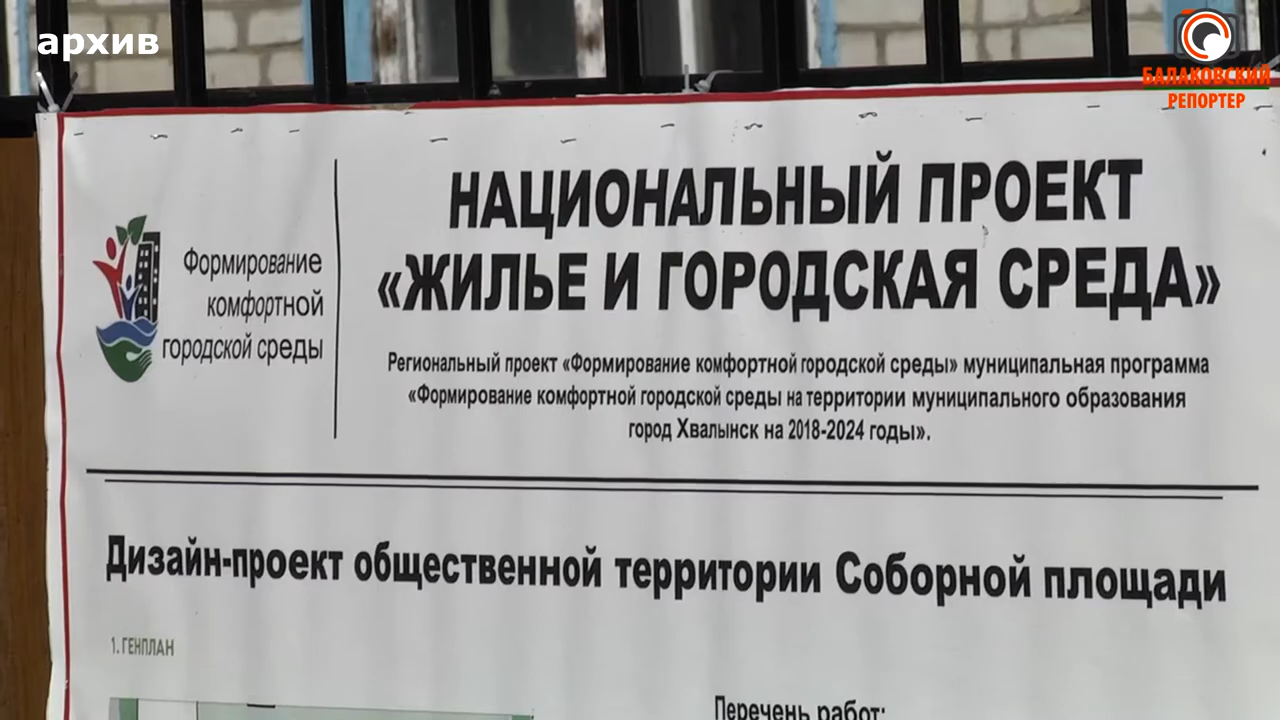 архив
БАЛАКОВСКИЙ
РЕПОРТЕР
НАЦИОНАЛЬНЫЙ ПРОЕКТ
«ЖИЛЬЕ И ГОРОДСКАЯ СРЕДА»
Формирование
комфортной
городской среды
Региональный проект «Формирование комфортной городской среды» муниципальная программа
«Формирование комфортной городской среды на территории муниципального образования
город Хвалынск на 2018-2024 годы».
Дизайн-проект общественной территории Соборной площади
1. ГЕНПЛАН
Перечень работ: